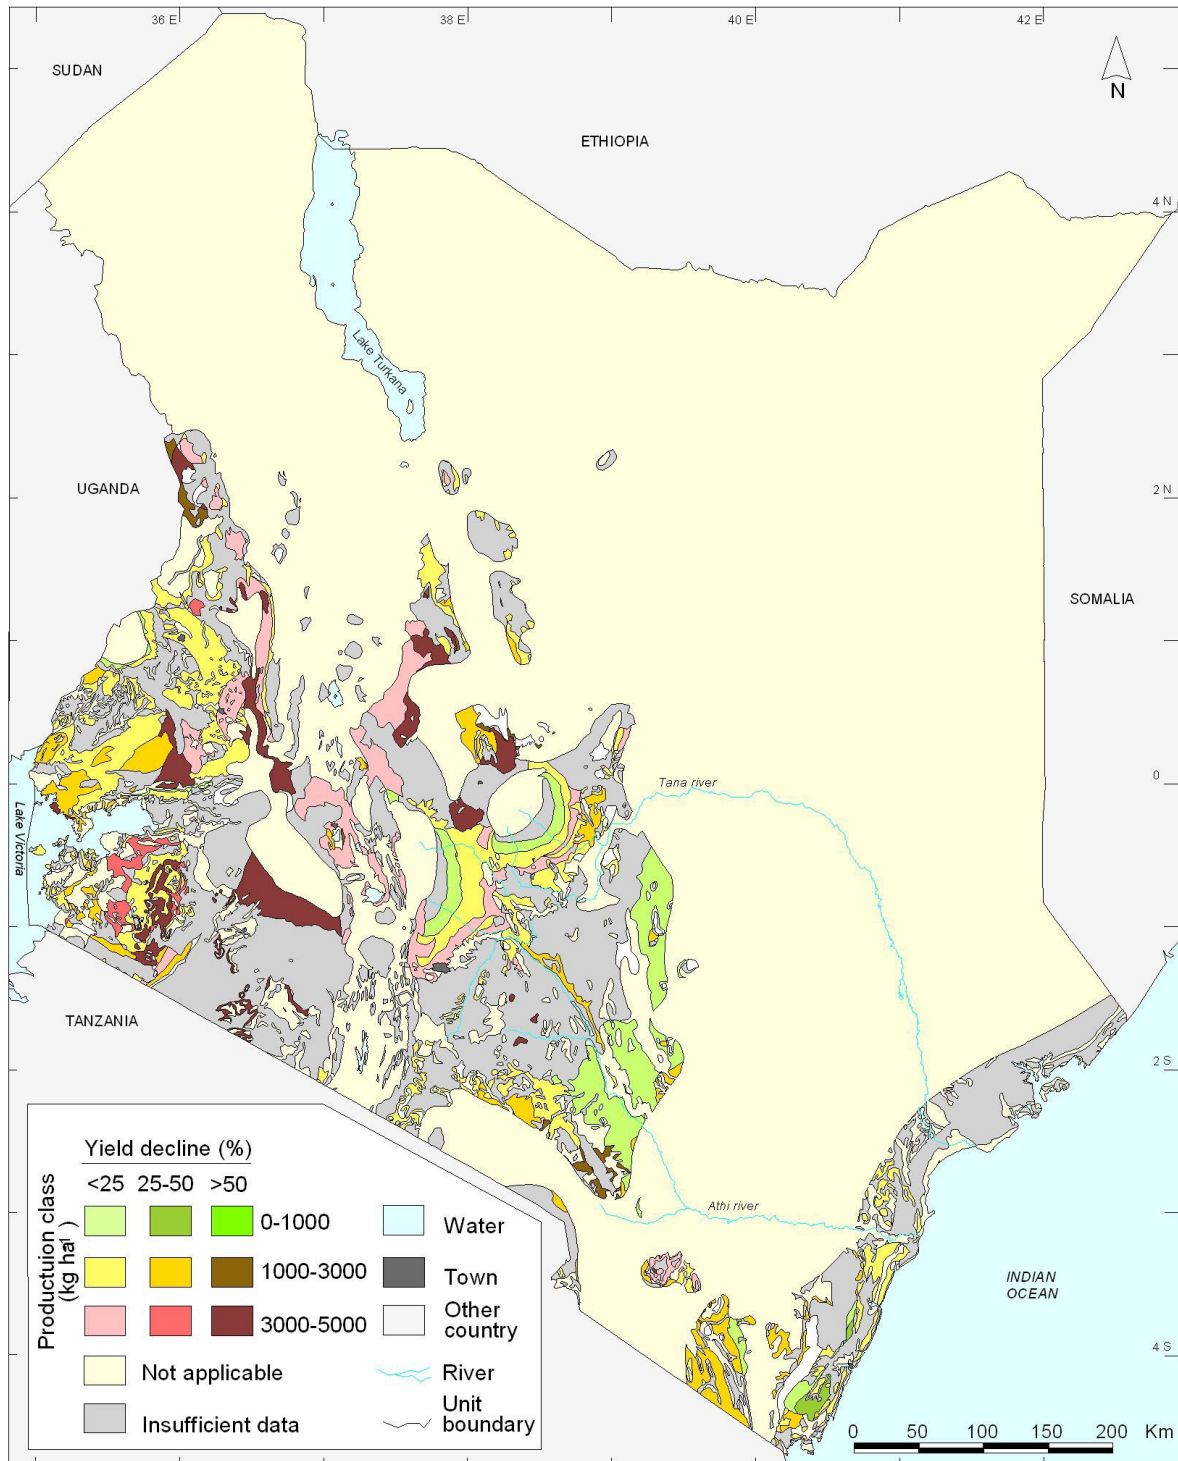 36 E
38 E
40 E
42 E
SUDAN
N
ETHIOPIA
4 N
Lake Turkana
UGANDA
2 N
SOMALIA
Tana river
0
Lake Victoria
TANZANIA
2 S
Athi river
INDIAN
OCEAN
4 S
Yield decline (%)
<25 25-50 >50
Productuion class
(kg ha¹)
0-1000
1000-3000
3000-5000
Not applicable
Insufficient data
Water
Town
Other
country
River
Unit
boundary
0 50 100 150 200 Km